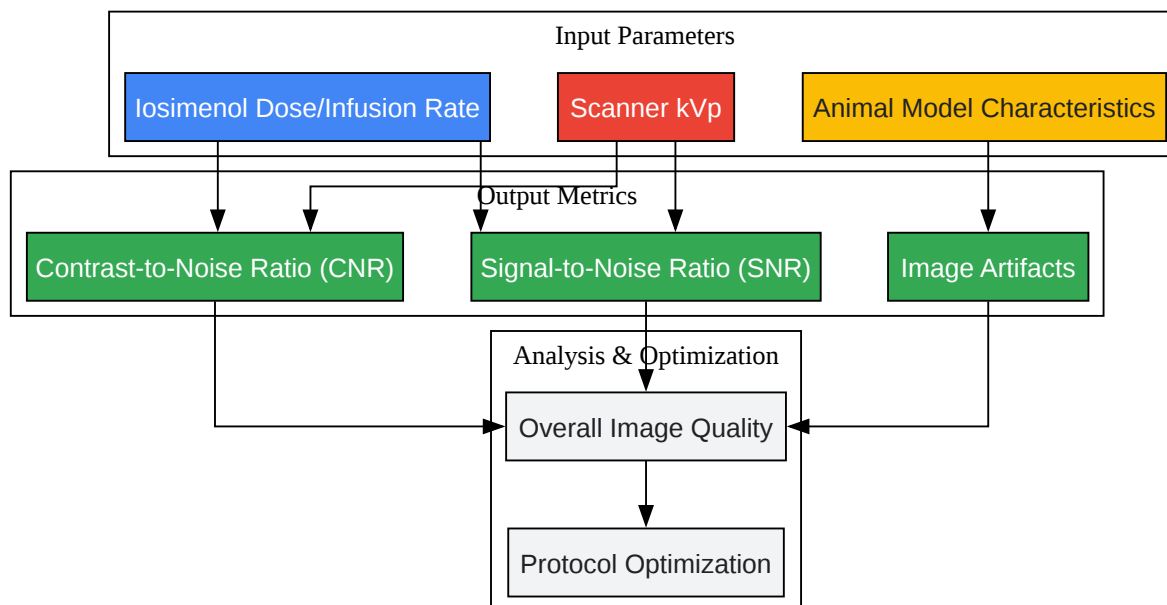 Input Parameters
Iosimenol Dose/Infusion Rate
Scanner kVp
Animal Model Characteristics
Output Metrics
Contrast-to-Noise Ratio (CNR)
Signal-to-Noise Ratio (SNR)
Image Artifacts
Analysis & Optimization
Overall Image Quality
Protocol Optimization